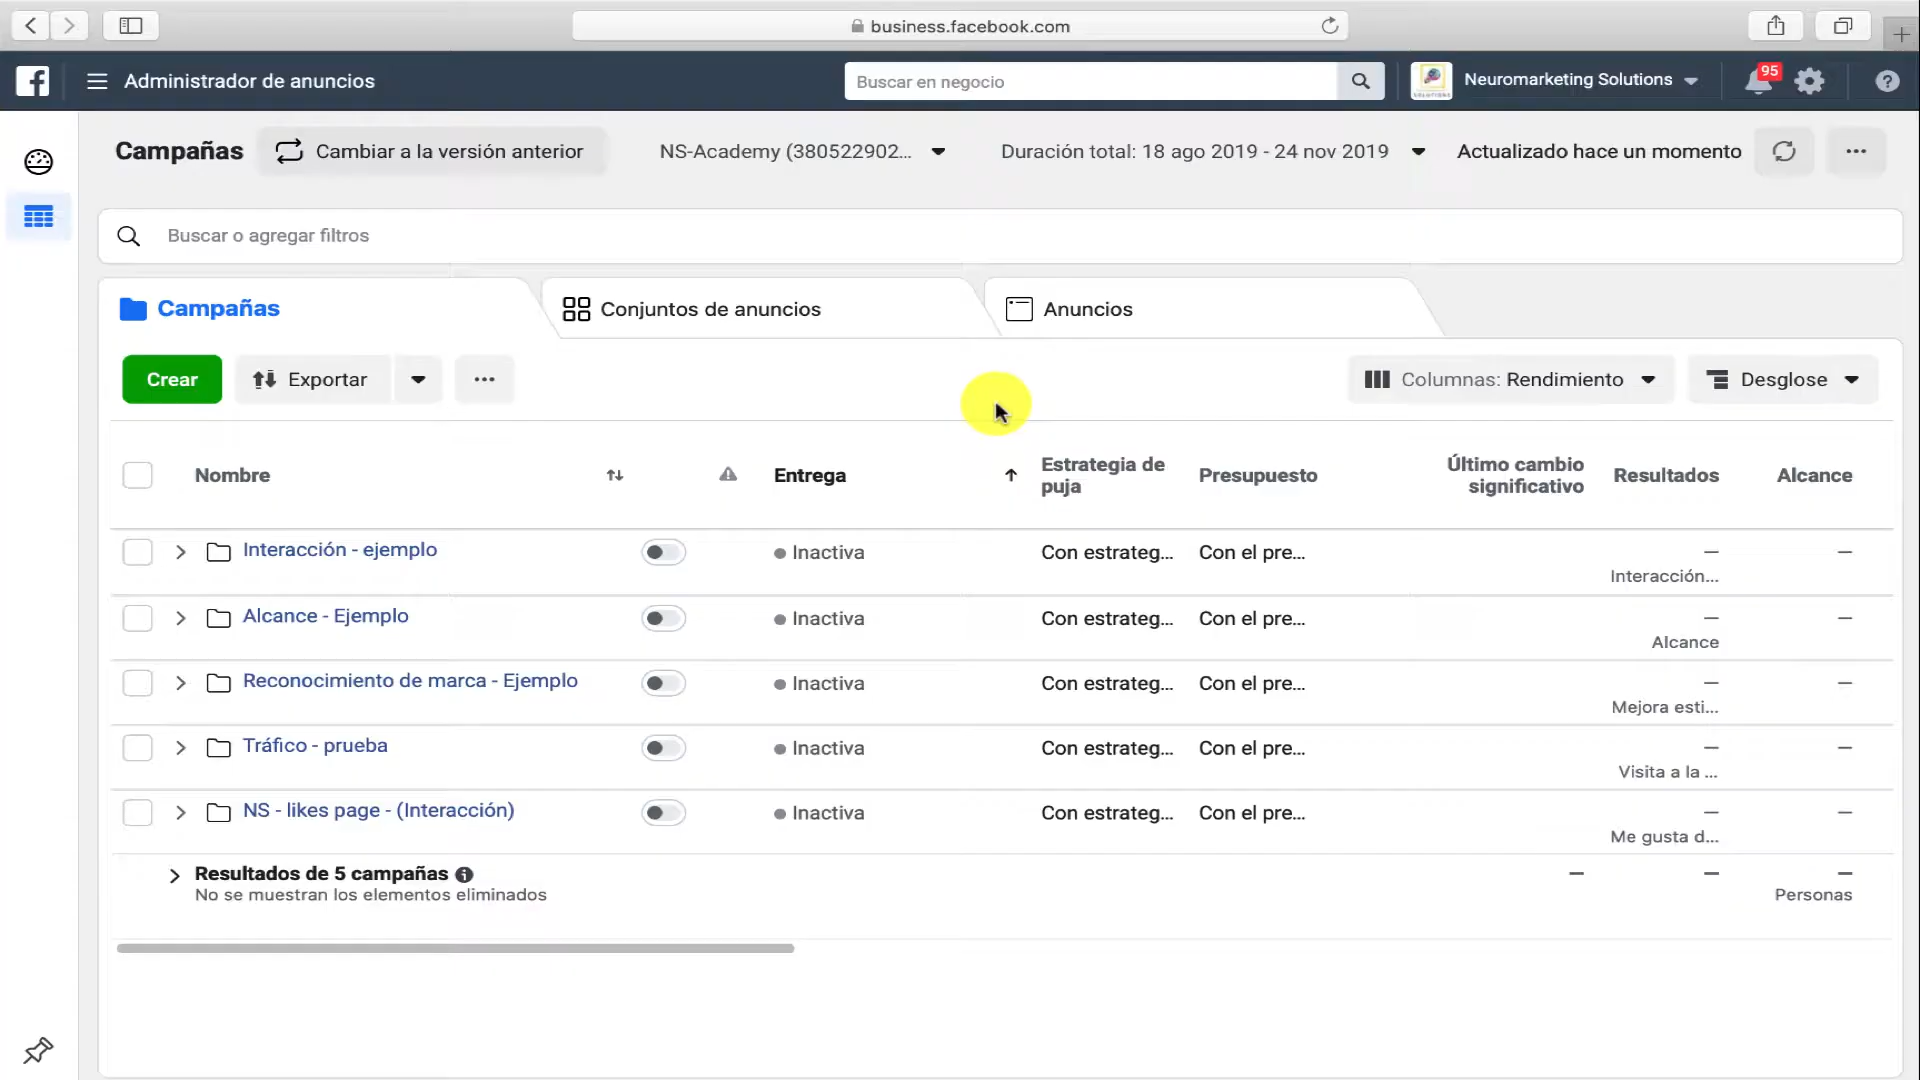 business.facebook.com
Administrador de anuncios
Buscar en negocio
SOLUTIONS
Neuromarketing Solutions
95
Campañas
Cambiar a la versión anterior
NS-Academy (380522902...
Duración total: 18 ago 2019 - 24 nov 2019
Actualizado hace un momento
Buscar o agregar filtros
Campañas
Conjuntos de anuncios
Anuncios
Crear
Exportar
Columnas: Rendimiento
Desglose
Nombre
Entrega
Estrategia de puja
Presupuesto
Último cambio significativo
Resultados
Alcance
Interacción - ejemplo
Inactiva
Con estrateg...
Con el pre...
—
—
Interacción...
Alcance - Ejemplo
Inactiva
Con estrateg...
Con el pre...
—
—
Alcance
Reconocimiento de marca - Ejemplo
Inactiva
Con estrateg...
Con el pre...
—
—
Mejora esti...
Tráfico - prueba
Inactiva
Con estrateg...
Con el pre...
—
—
Visita a la ...
NS - likes page - (Interacción)
Inactiva
Con estrateg...
Con el pre...
—
—
Me gusta d...
Resultados de 5 campañas
—
—
—
No se muestran los elementos eliminados
Personas